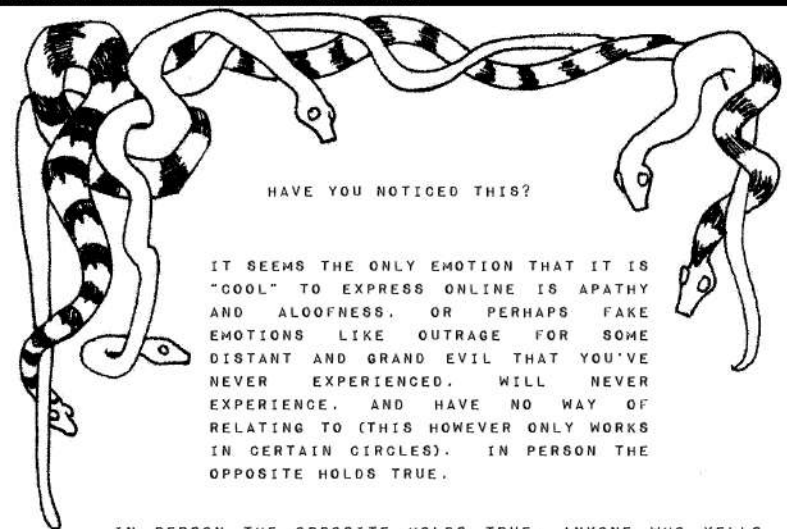 HAVE YOU NOTICED THIS?
IT SEEMS THE ONLY EMOTION THAT IT IS
"COOL" TO EXPRESS ONLINE IS APATHY
AND ALOOFNESS. OR PERHAPS FAKE
EMOTIONS LIKE OUTRAGE FOR SOME
DISTANT AND GRAND EVIL THAT YOU'VE
NEVER EXPERIENCED, WILL NEVER
EXPERIENCE, AND HAVE NO WAY OF
RELATING TO (THIS HOWEVER ONLY WORKS
IN CERTAIN CIRCLES). IN PERSON THE
OPPOSITE HOLDS TRUE.
IN PERSON THE OPPOSITE HOLDS TRUE. ANYONE WHO YELLS